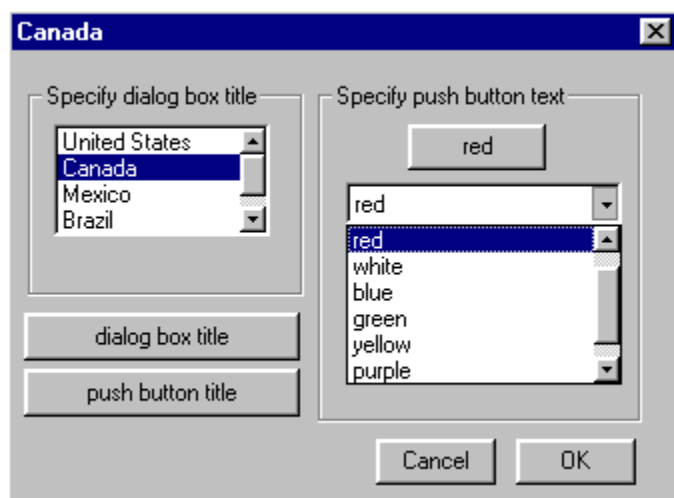 Canada
Specify dialog box title
United States
Canada
Mexico
Brazil
dialog box title
push button title
Specify push button text
red
red
red
white
blue
green
yellow
purple
Cancel
OK